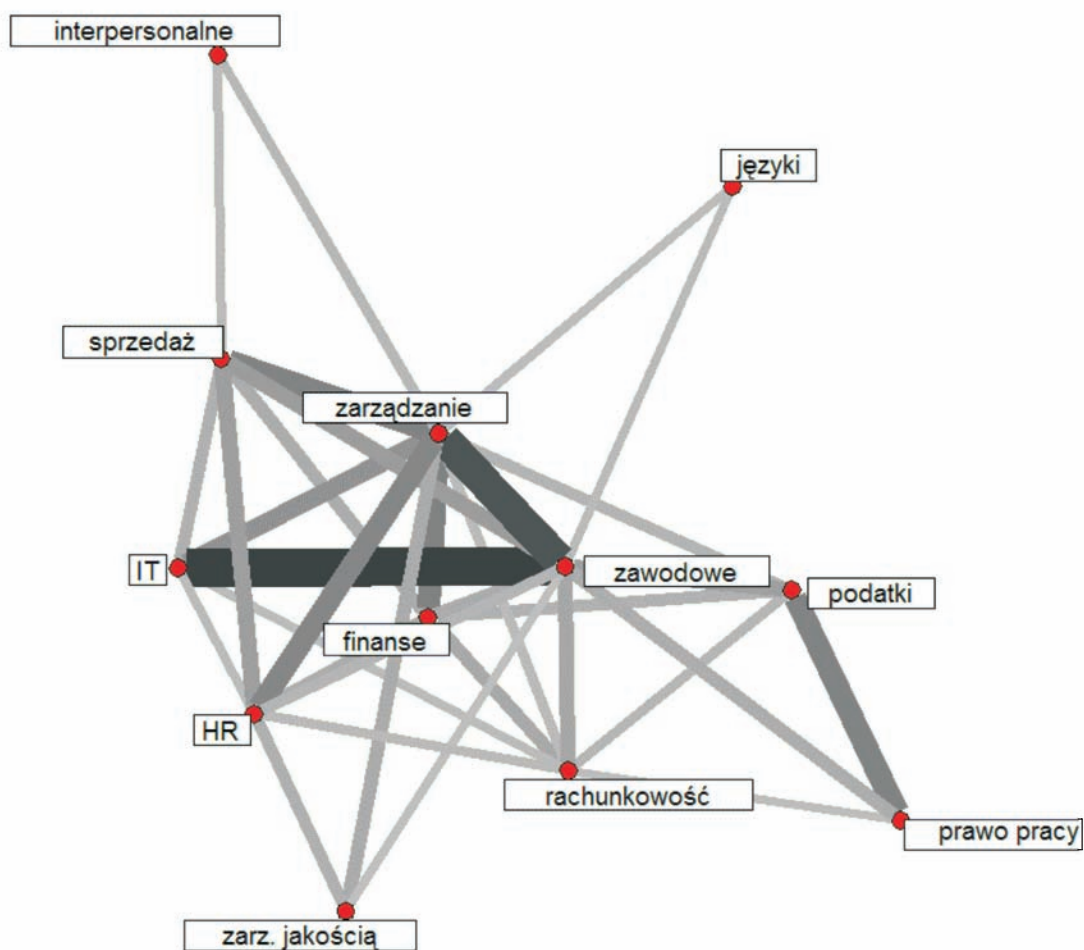 interpersonalne
języki
sprzedaż
zarządzanie
IT
zawodowe
podatki
finanse
HR
rachunkowość
prawo pracy
zarz. jakością